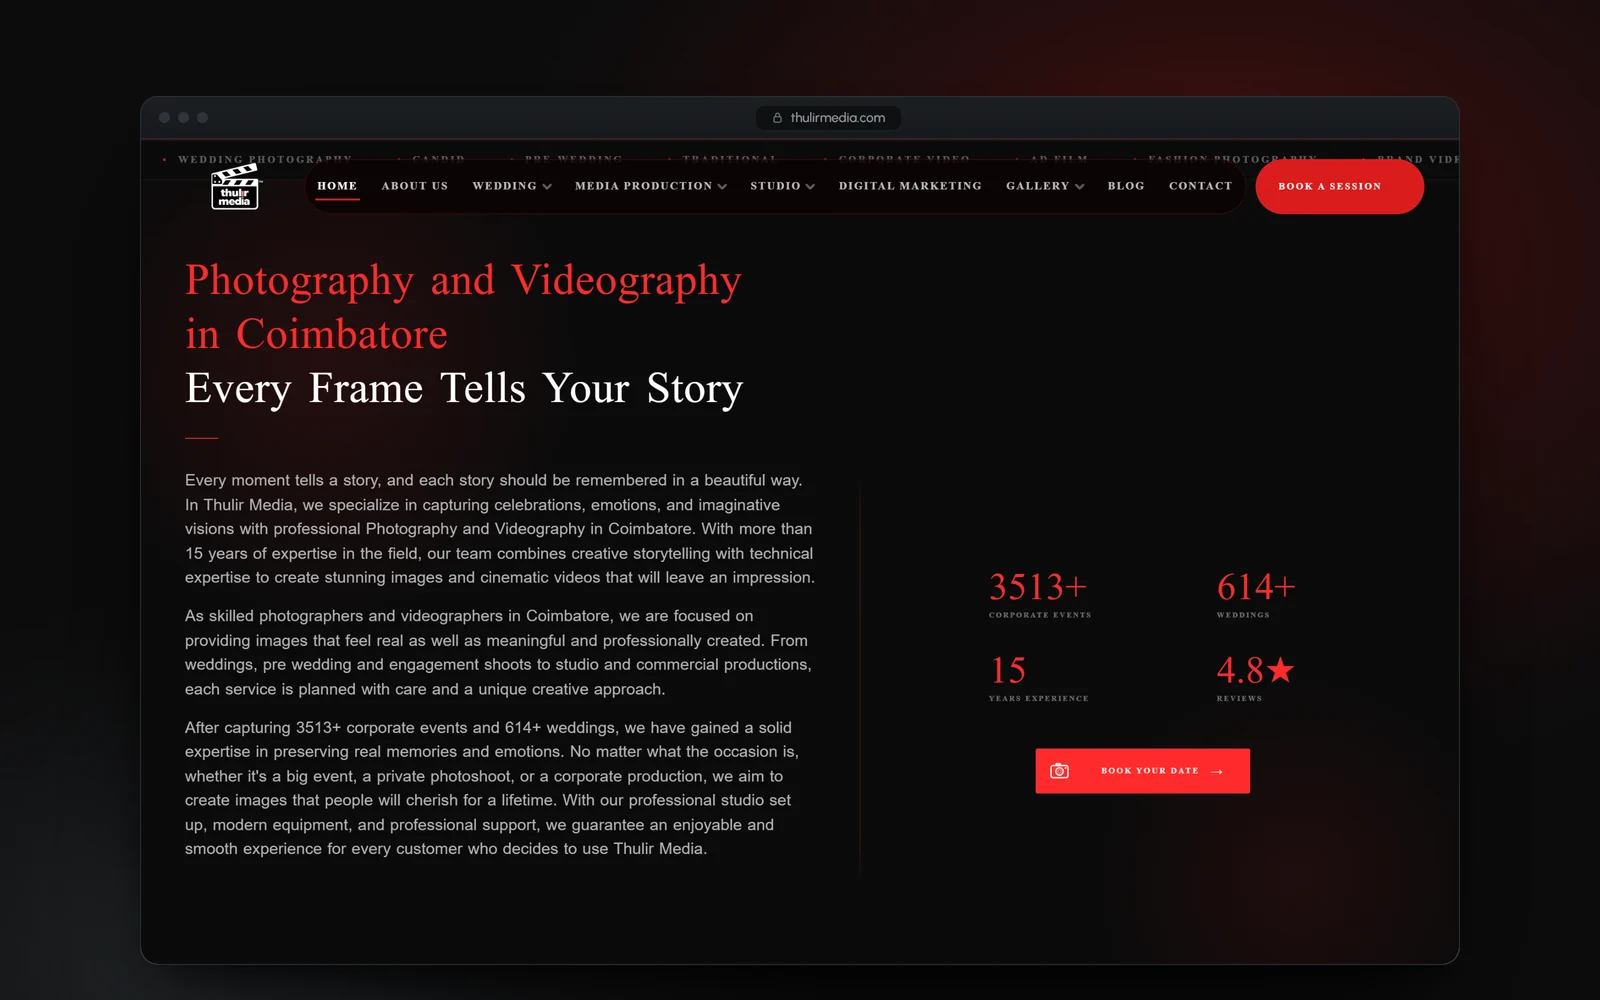 thulirmedia.com
WEDDING PHOTOGRAPHY CANDID PRE WEDDING TRADITIONAL CORPORATE VIDEO AD FILM FASHION PHOTOGRAPHY
thulir
media
HOME ABOUT US WEDDING MEDIA PRODUCTION STUDIO DIGITAL MARKETING GALLERY BLOG CONTACT BOOK A SESSION
Photography and Videography
in Coimbatore
Every Frame Tells Your Story
Every moment tells a story, and each story should be remembered in a beautiful way.
In Thulir Media, we specialize in capturing celebrations, emotions, and imaginative
visions with professional Photography and Videography in Coimbatore. With more than
15 years of expertise in the field, our team combines creative storytelling with technical
expertise to create stunning images and cinematic videos that will leave an impression.
As skilled photographers and videographers in Coimbatore, we are focused on
providing images that feel real as well as meaningful and professionally created. From
weddings, pre wedding and engagement shoots to studio and commercial productions,
each service is planned with care and a unique creative approach.
After capturing 3513+ corporate events and 614+ weddings, we have gained a solid
expertise in preserving real memories and emotions. No matter what the occasion is,
whether it's a big event, a private photoshoot, or a corporate production, we aim to
create images that people will cherish for a lifetime. With our professional studio set
up, modern equipment, and professional support, we guarantee an enjoyable and
smooth experience for every customer who decides to use Thulir Media.
3513+ 614+
CORPORATE EVENTS WEDDINGS
15 4.8★
YEARS EXPERIENCE REVIEWS
BOOK YOUR DATE →